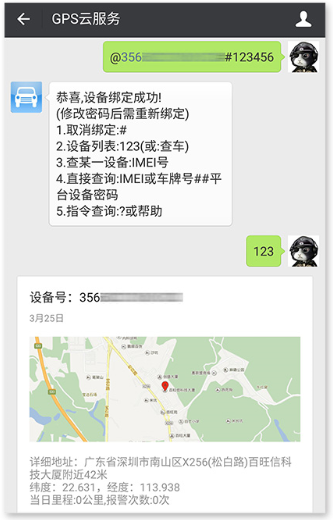 GPS云服务
@356 #123456
恭喜,设备绑定成功!
(修改密码后需重新绑定)
1.取消绑定:#
2.设备列表:123(或:查车)
3.查某一设备:IMEI号
4.直接查询:IMEI或车牌号##平
台设备密码
5.指令查询:?或帮助
123
设备号：356
3月25日
详细地址：广东省深圳市南山区X256(松白路)百旺信科
技大厦附近42米
纬度：22.631，经度：113.938
当日里程:0公里,报警次数:0次